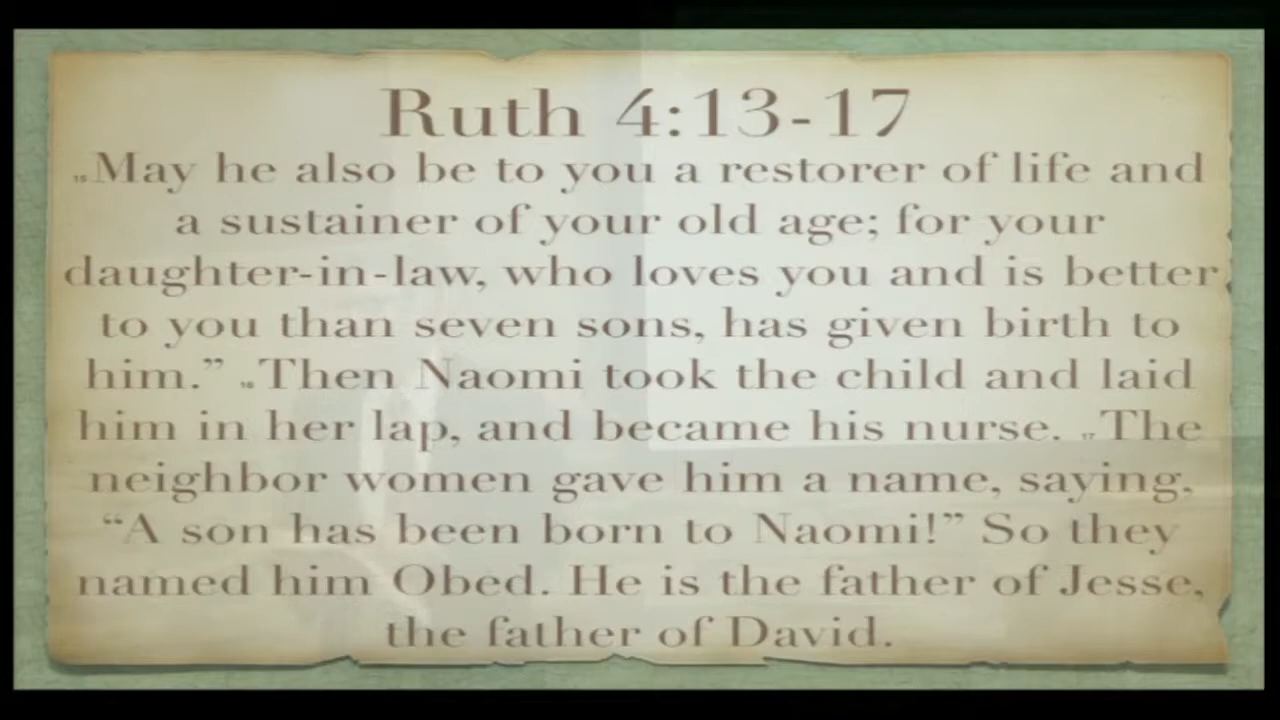 Ruth 4:13-17
15 May he also be to you a restorer of life and
a sustainer of your old age; for your
daughter-in-law, who loves you and is better
to you than seven sons, has given birth to
him.” 16 Then Naomi took the child and laid
him in her lap, and became his nurse. 17 The
neighbor women gave him a name, saying,
“A son has been born to Naomi!” So they
named him Obed. He is the father of Jesse,
the father of David.